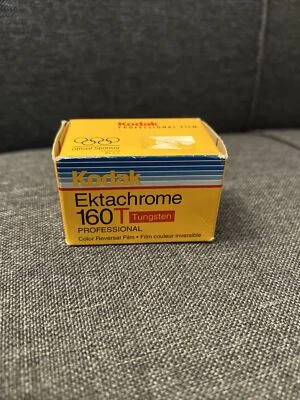 Kodak
PROFESSIONAL FILM
Official Sponsor
Kodak
Ektachrome
160T Tungsten
PROFESSIONAL
Color Reversal Film • Film couleur inversible